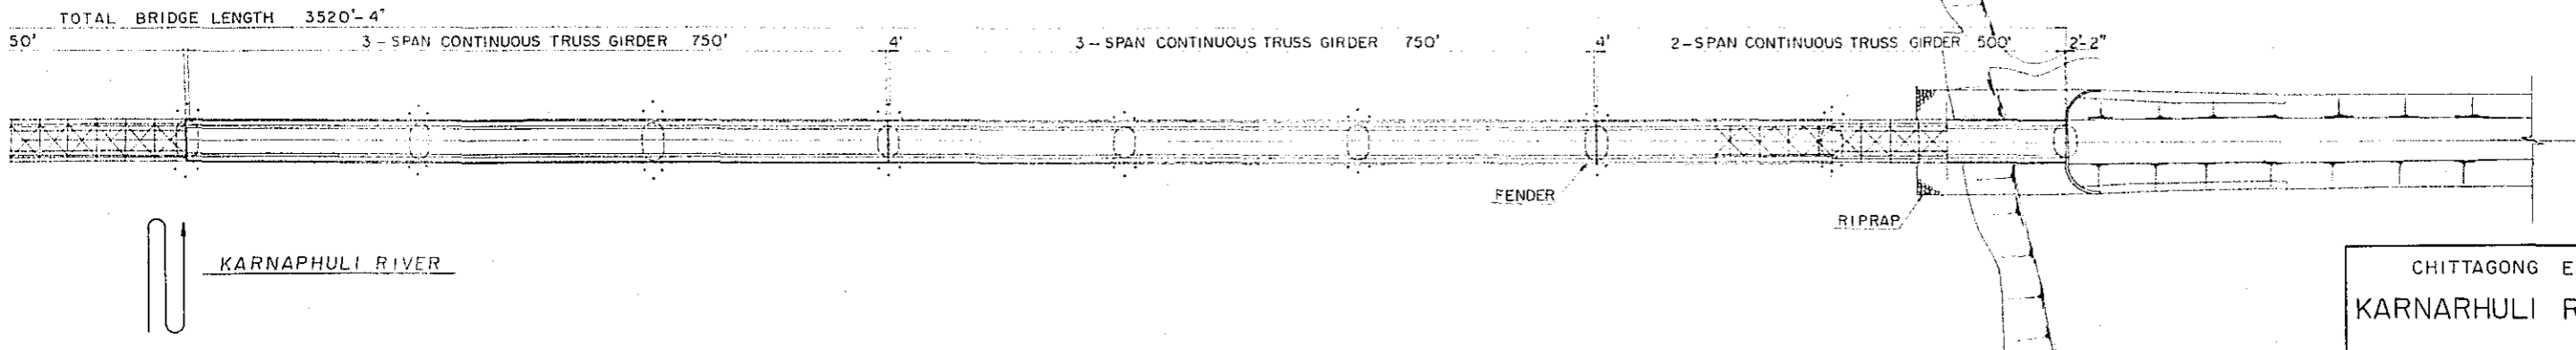 TOTAL BRIDGE LENGTH 3520'-4"
50' 3-SPAN CONTINUOUS TRUSS GIRDER 750' 4' 3-SPAN CONTINUOUS TRUSS GIRDER 750' 4' 2-SPAN CONTINUOUS TRUSS GIRDER 500' 2'-2"
FENDER
RIPRAP
KARNAPHULI RIVER
CHITTAGONG E
KARNARHULI R